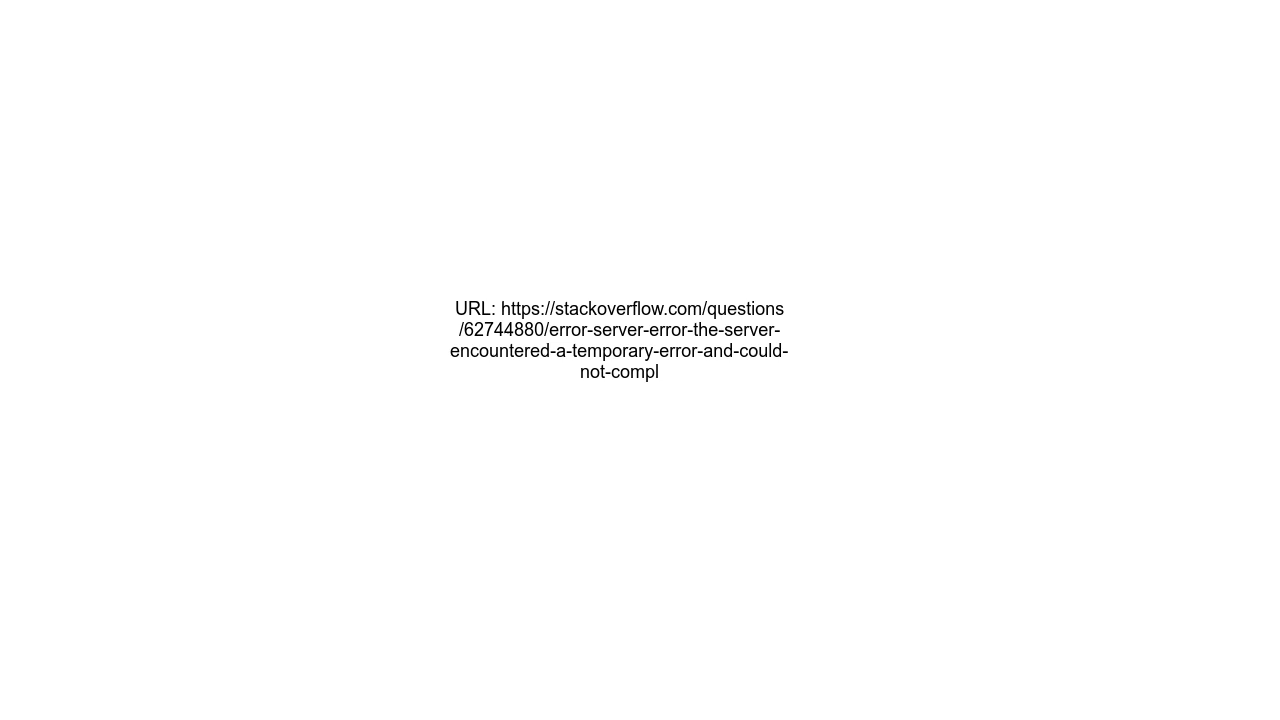 URL: https://stackoverflow.com/questions
/62744880/error-server-error-the-server-
encountered-a-temporary-error-and-could-
not-compl